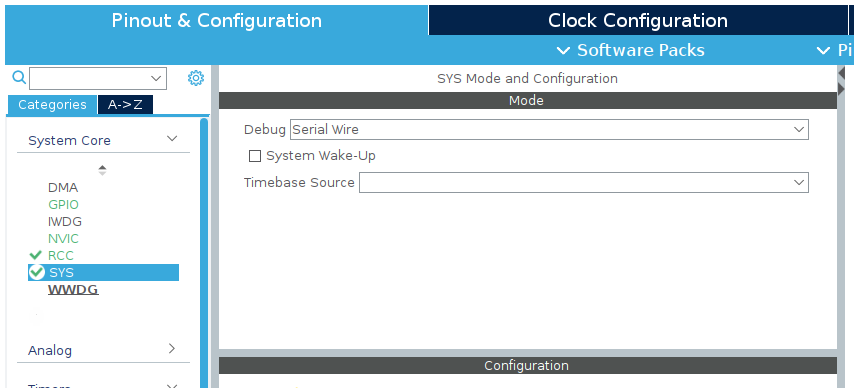 Pinout & Configuration
Clock Configuration
Software Packs
Pi
Categories
A->Z
System Core
DMA
GPIO
IWDG
NVIC
RCC
SYS
WWDG
Analog
Timers
SYS Mode and Configuration
Mode
Debug Serial Wire
System Wake-Up
Timebase Source
Configuration